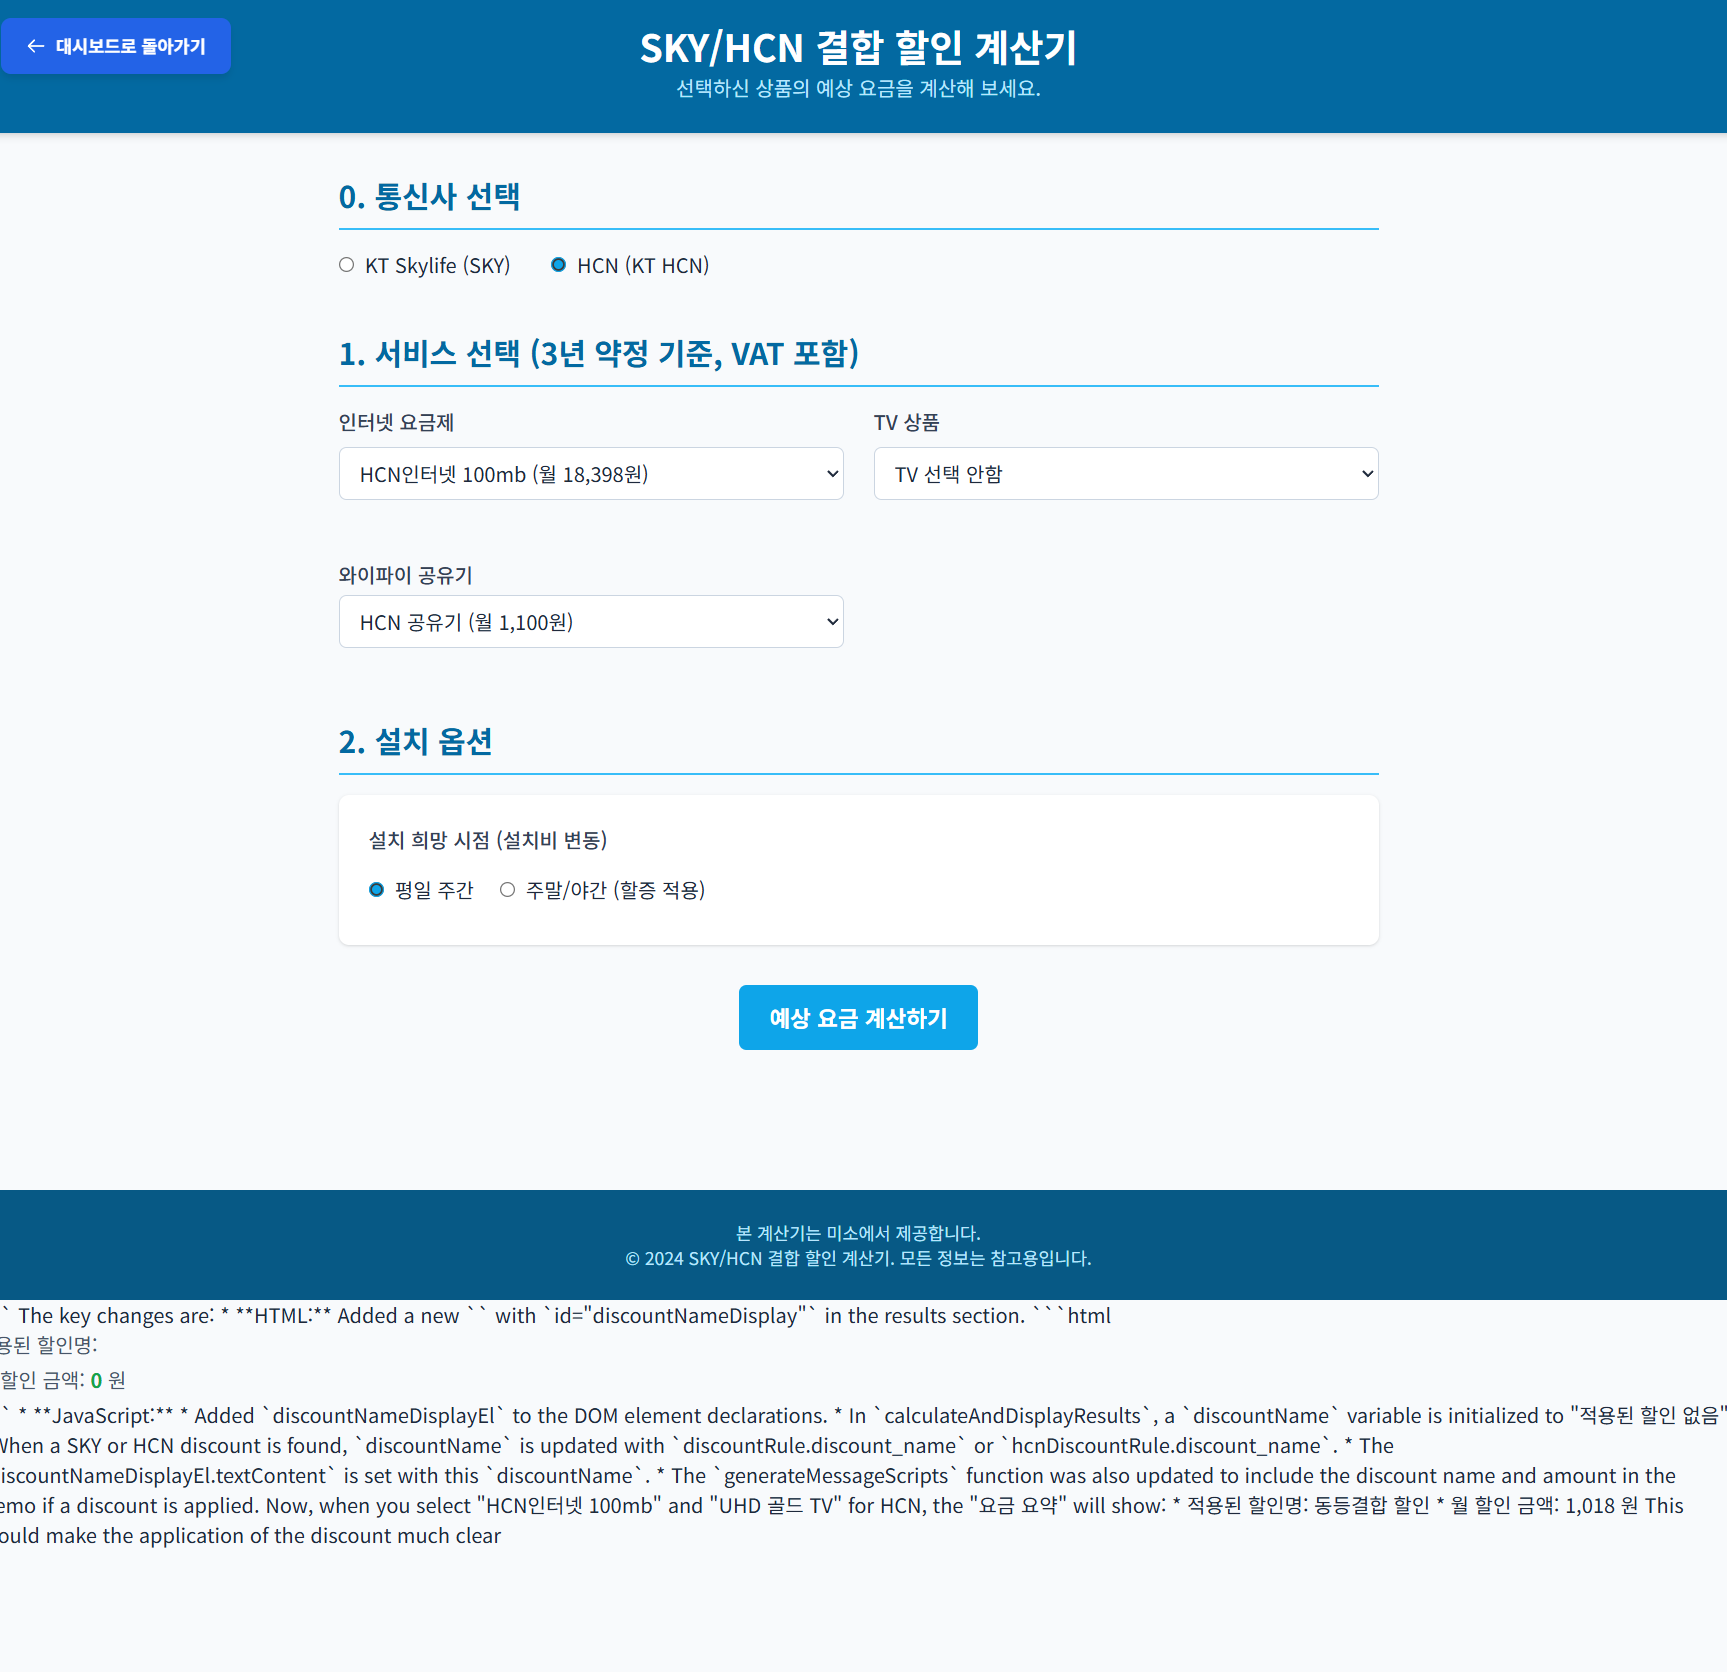 ← 대시보드로 돌아가기
SKY/HCN 결합 할인 계산기
선택하신 상품의 예상 요금을 계산해 보세요.
0. 통신사 선택
KT Skylife (SKY)
HCN (KT HCN)
1. 서비스 선택 (3년 약정 기준, VAT 포함)
인터넷 요금제
HCN인터넷 100mb (월 18,398원)
TV 상품
TV 선택 안함
와이파이 공유기
HCN 공유기 (월 1,100원)
2. 설치 옵션
설치 희망 시점 (설치비 변동)
평일 주간
주말/야간 (할증 적용)
예상 요금 계산하기
본 계산기는 미소에서 제공합니다.
© 2024 SKY/HCN 결합 할인 계산기. 모든 정보는 참고용입니다.
` The key changes are: * **HTML:** Added a new `` with `id="discountNameDisplay"` in the results section. ```html
용된 할인명:
할인 금액: 0 원
` * **JavaScript:** * Added `discountNameDisplayEl` to the DOM element declarations. * In `calculateAndDisplayResults`, a `discountName` variable is initialized to "적용된 할인 없음"
When a SKY or HCN discount is found, `discountName` is updated with `discountRule.discount_name` or `hcnDiscountRule.discount_name`. * The
iscountNameDisplayEl.textContent` is set with this `discountName`. * The `generateMessageScripts` function was also updated to include the discount name and amount in the
emo if a discount is applied. Now, when you select "HCN인터넷 100mb" and "UHD 골드 TV" for HCN, the "요금 요약" will show: * 적용된 할인명: 동등결합 할인 * 월 할인 금액: 1,018 원 This
ould make the application of the discount much clear